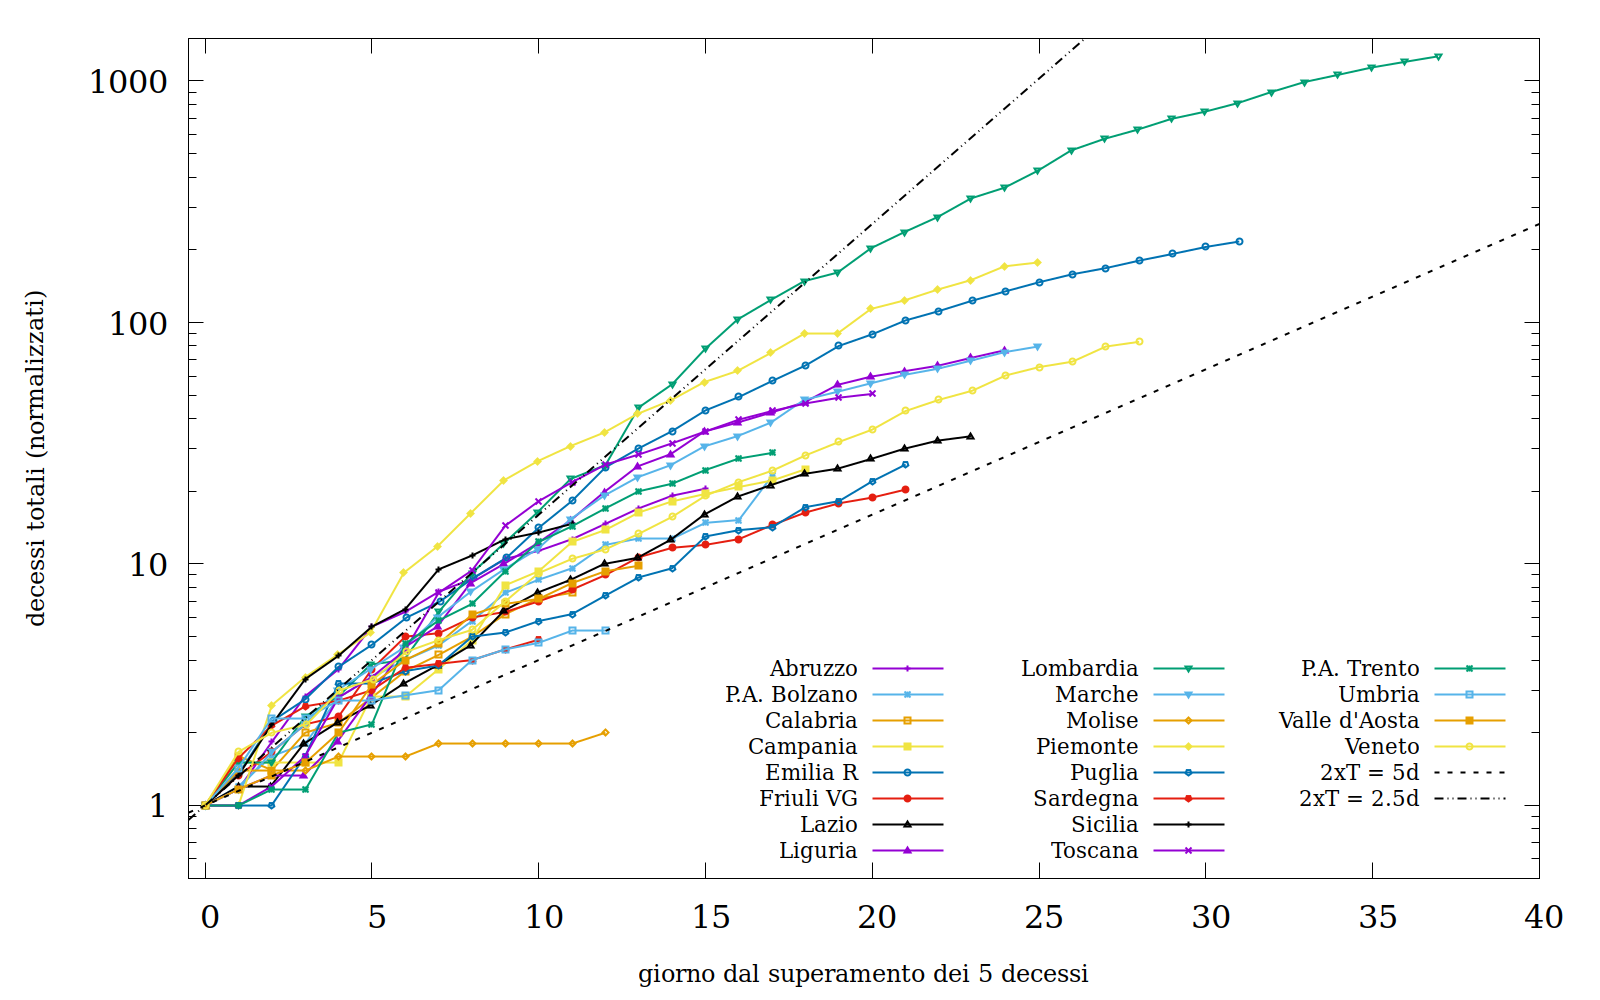 1000
100
10
1
decessi totali (normalizzati)
Abruzzo
P.A. Bolzano
Calabria
Campania
Emilia R
Friuli VG
Lazio
Liguria
Lombardia
Marche
Molise
Piemonte
Puglia
Sardegna
Sicilia
Toscana
P.A. Trento
Umbria
Valle d'Aosta
Veneto
2xT = 5d
2xT = 2.5d
0 5 10 15 20 25 30 35 40
giorno dal superamento dei 5 decessi